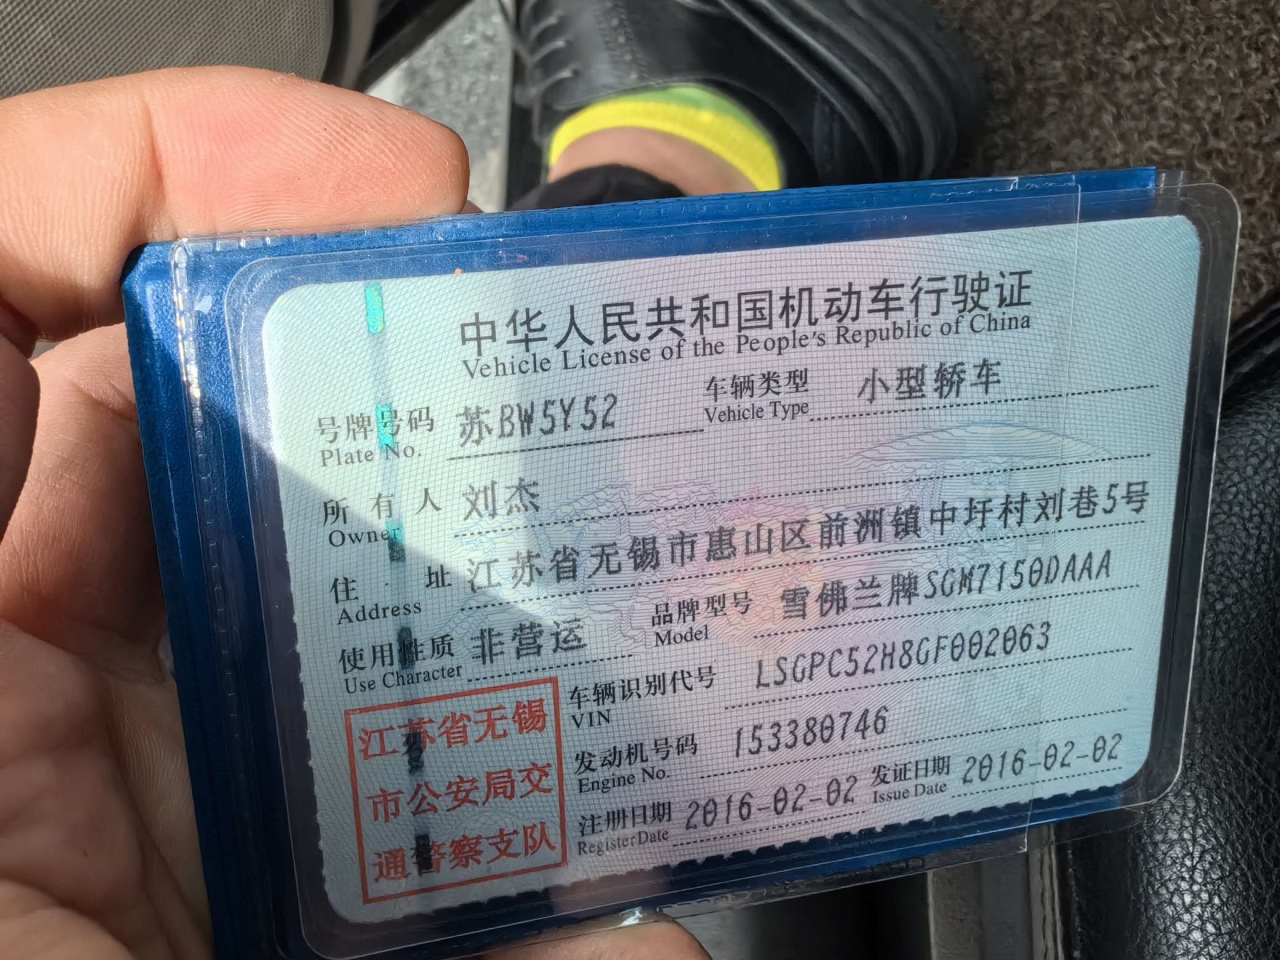 中华人民共和国机动车行驶证
Vehicle License of the People's Republic of China
号牌号码 苏BW5Y52 车辆类型 小型轿车
Plate No. Vehicle Type
所有人 刘杰
Owner
住址 江苏省无锡市惠山区前洲镇中圩村刘巷5号
Address
使用性质 非营运 品牌型号 雪佛兰牌SGM7150DAAA
Use Character Model
车辆识别代号 LSGPC52H8GF002063
VIN
发动机号码 153380746
Engine No.
注册日期 2016-02-02 发证日期 2016-02-02
Register Date Issue Date
江苏省无锡
市公安局交
通警察支队